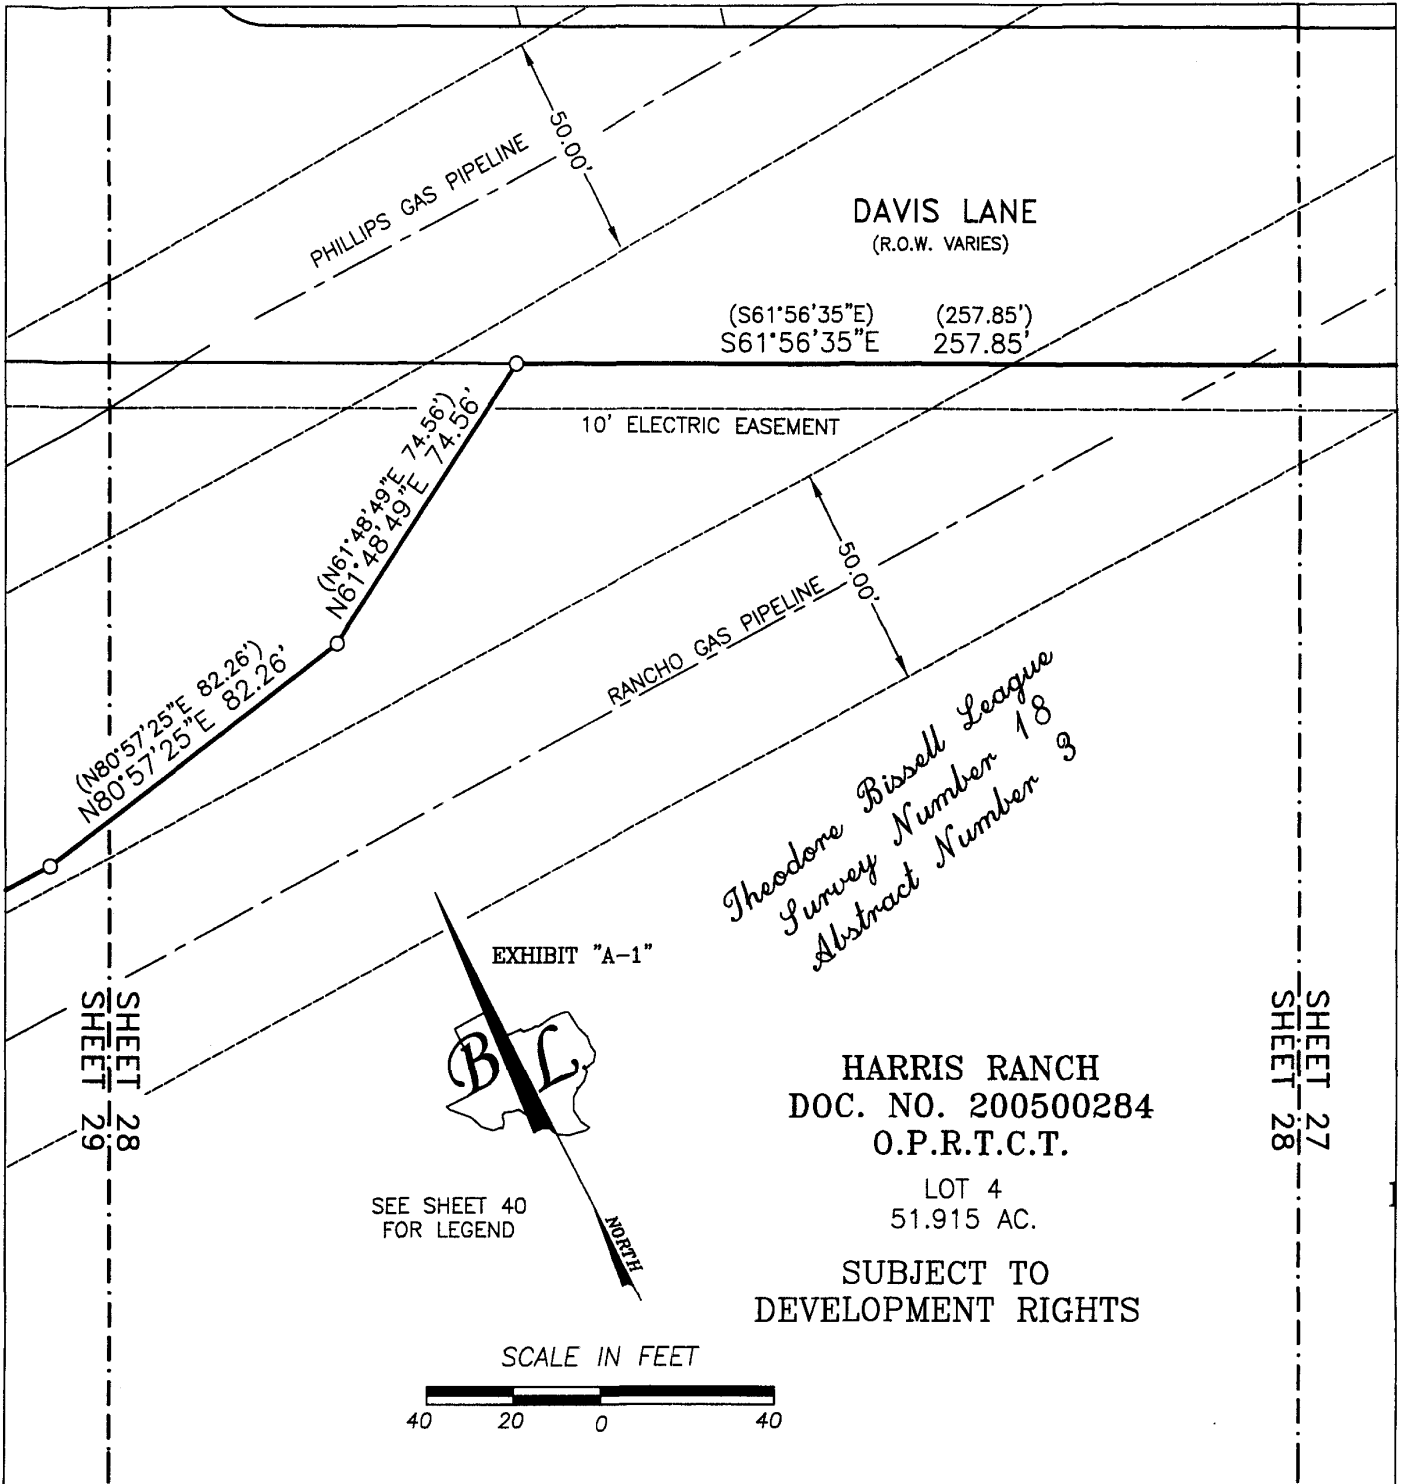 50.00'
PHILLIPS GAS PIPELINE
DAVIS LANE
(R.O.W. VARIES)
(S61°56'35"E) (257.85')
S61°56'35"E 257.85'
10' ELECTRIC EASEMENT
(N61°48'49"E 74.56')
N61°48'49"E 74.56'
50.00'
RANCHO GAS PIPELINE
(N80°57'25"E 82.26')
N80°57'25"E 82.26'
Theodore Bissell League
Survey Number 18
Abstract Number 3
EXHIBIT "A-1"
B L
SHEET 28
SHEET 29
SHEET 27
SHEET 28
HARRIS RANCH
DOC. NO. 200500284
O.P.R.T.C.T.
LOT 4
51.915 AC.
SEE SHEET 40
FOR LEGEND
NORTH
SUBJECT TO
DEVELOPMENT RIGHTS
SCALE IN FEET
40 20 0 40